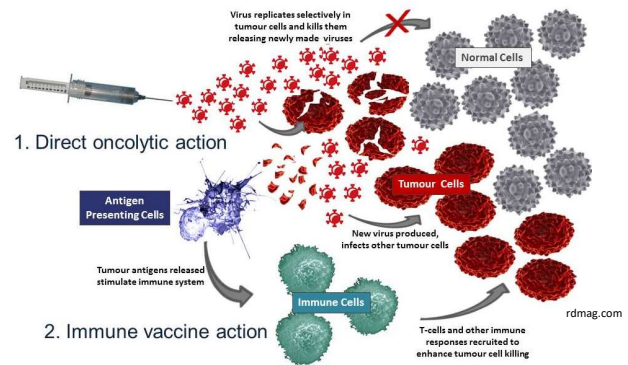 Virus replicates selectively in
tumour cells and kills them
releasing newly made viruses
Normal Cells
1. Direct oncolytic action
Antigen
Presenting Cells
Tumour Cells
New virus produced,
infects other tumour cells
Tumour antigens released
stimulate immune system
Immune Cells
rdmag.com
2. Immune vaccine action
T-cells and other immune
responses recruited to
enhance tumour cell killing